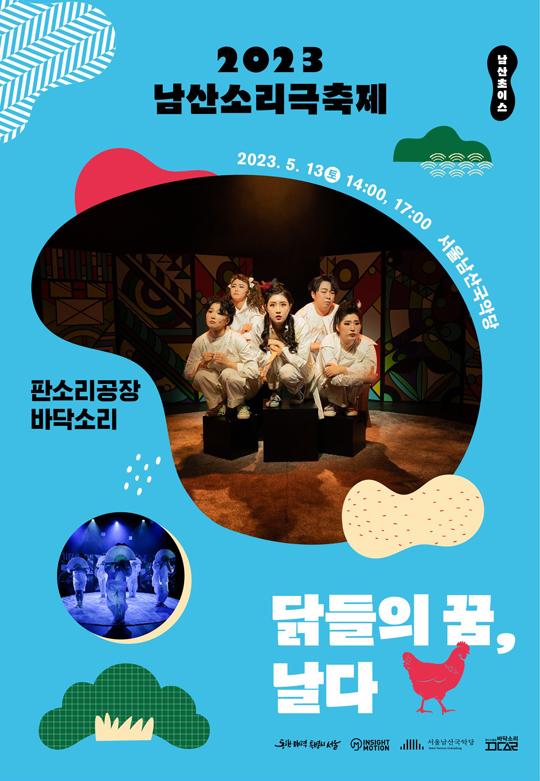 2023
남산소리극축제
남산초이스
2023. 5. 13 토 14:00, 17:00 서울남산국악당
판소리공장
바닥소리
닭들의 꿈,
날다
동행·매력 특별시 서울
INSIGHT
MOTION
서울남산국악당
바닥소리